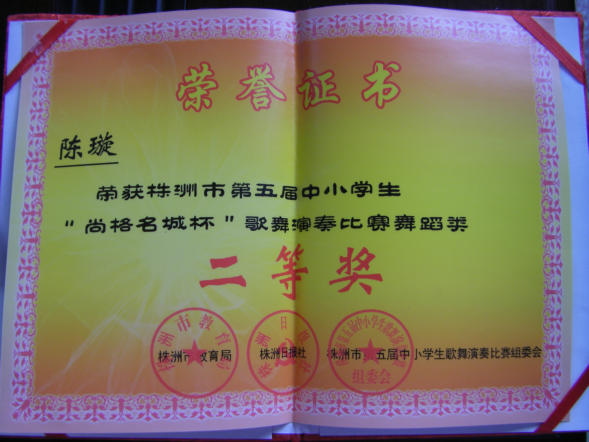 荣誉证书
陈璇
荣获株洲市第五届中小学生
“尚格名城杯”歌舞演奏比赛舞蹈类
二等奖
株洲市教育局 株洲日报社 株洲市第五届中小学生歌舞演奏比赛组委会
组委会